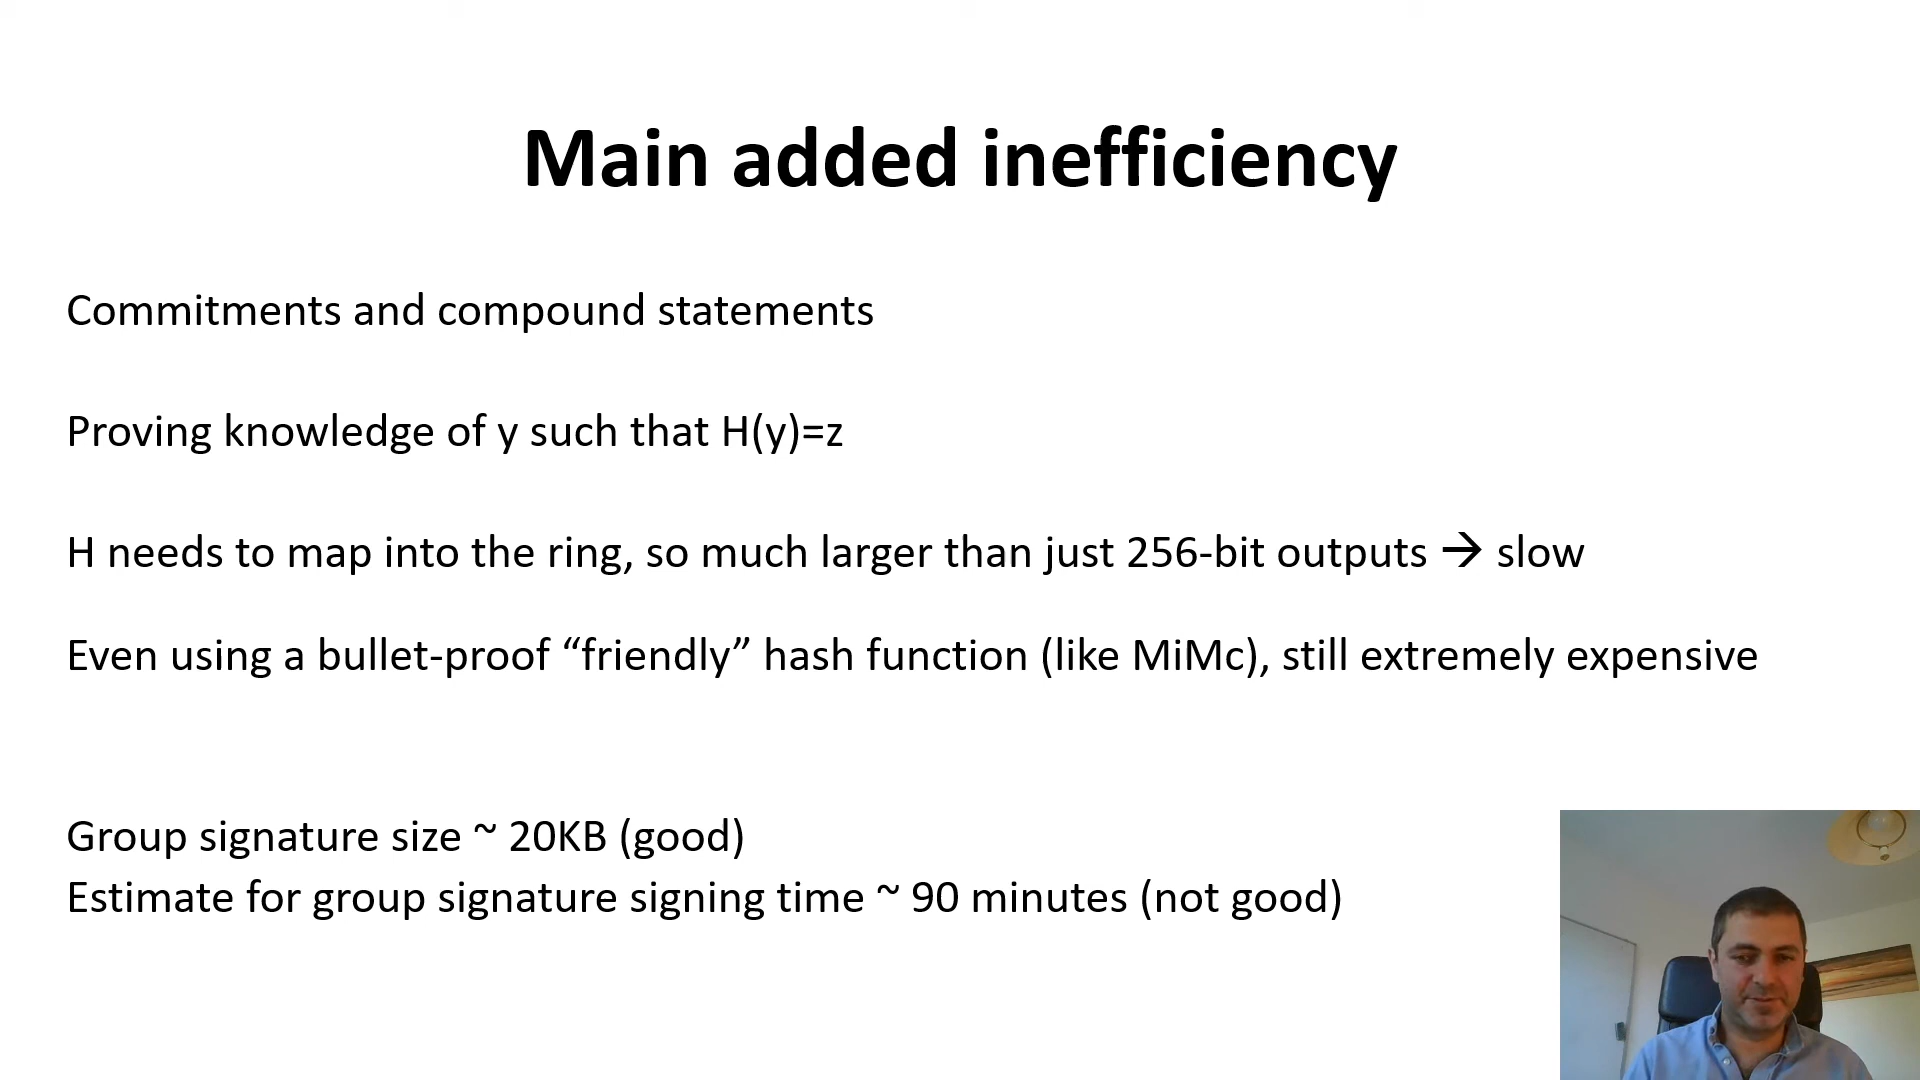 Main added inefficiency
Commitments and compound statements
Proving knowledge of y such that H(y)=z
H needs to map into the ring, so much larger than just 256-bit outputs → slow
Even using a bullet-proof “friendly” hash function (like MiMc), still extremely expensive
Group signature size ~ 20KB (good)
Estimate for group signature signing time ~ 90 minutes (not good)